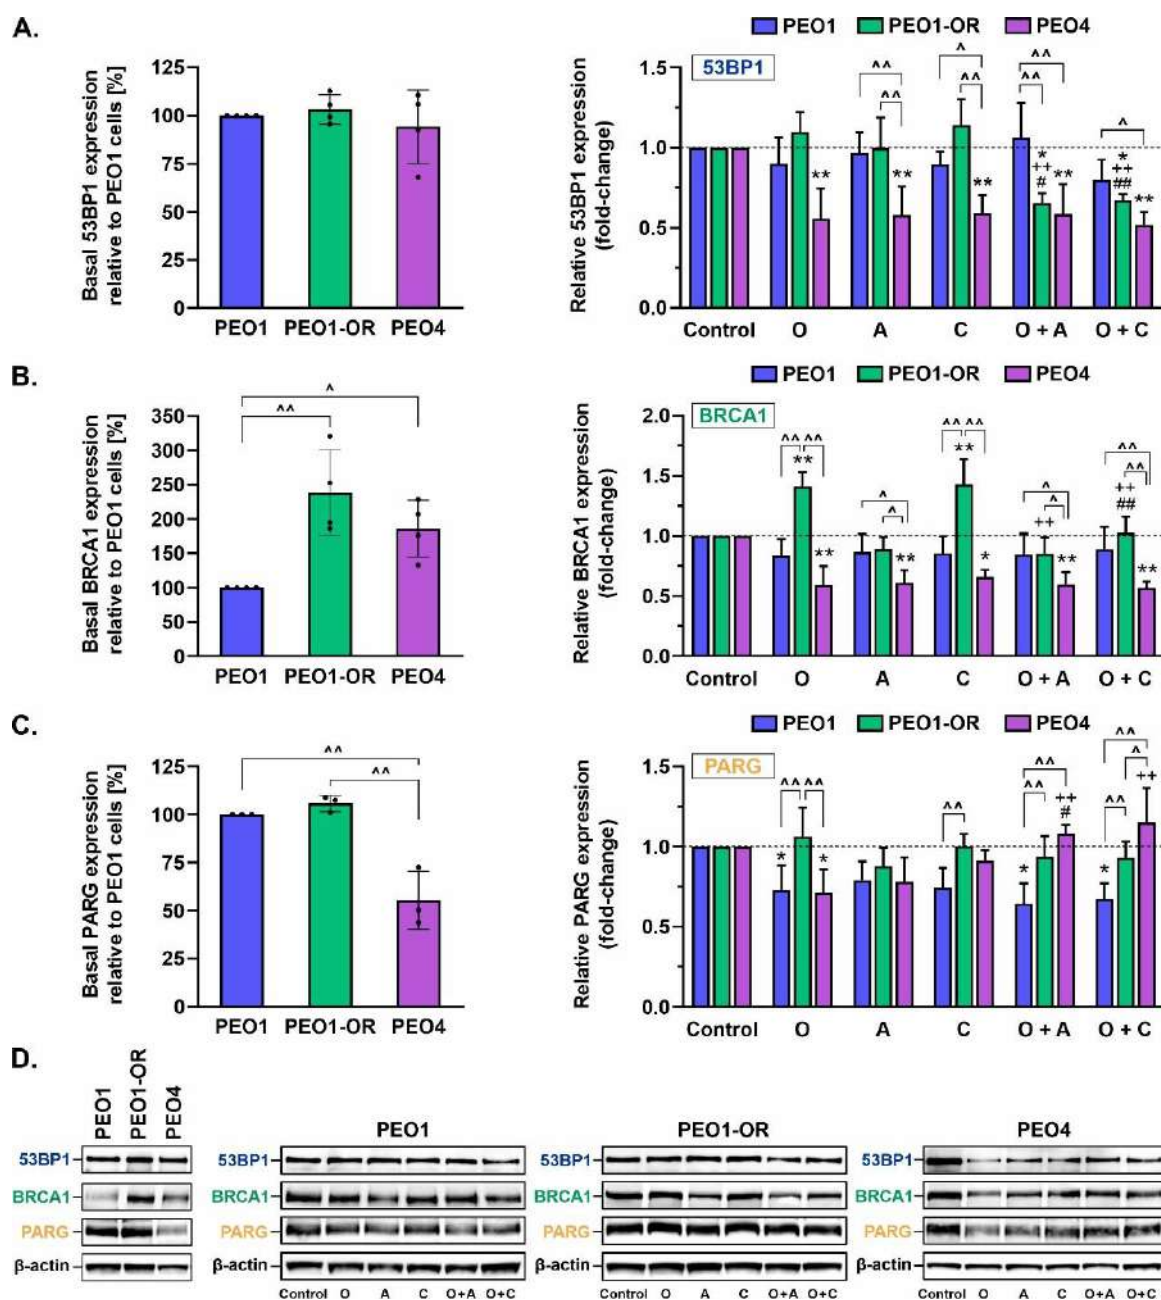 A.
Basal 53BP1 expression
relative to PEO1 cells [%]
125
100
75
50
25
0
PEO1 PEO1-OR PEO4
PEO1 PEO1-OR PEO4
53BP1
Relative 53BP1 expression
(fold-change)
1.5
1.0
0.5
0.0
^^ ^^ ^ ^^ ^^ ^^ ^
** ** ** * ++ # ** * ++ ## **
Control O A C O + A O + C
B.
Basal BRCA1 expression
relative to PEO1 cells [%]
350
300
250
200
150
100
50
0
^
^^
PEO1 PEO1-OR PEO4
PEO1 PEO1-OR PEO4
BRCA1
Relative BRCA1 expression
(fold-change)
2.0
1.5
1.0
0.5
0.0
^^ ^^ ^ ^ ^^ ^^ ^ ^ ^^ ^^
** ** ** ** * ++ ** ++ ## **
Control O A C O + A O + C
C.
Basal PARG expression
relative to PEO1 cells [%]
125
100
75
50
25
0
^^
^^
PEO1 PEO1-OR PEO4
PEO1 PEO1-OR PEO4
PARG
Relative PARG expression
(fold-change)
1.5
1.0
0.5
0.0
^^ ^^ ^^ ^^ ^^ ^^ ^ ^^
* * * ++ # * ++
Control O A C O + A O + C
D.
PEO1
PEO1-OR
PEO4
53BP1
BRCA1
PARG
β-actin
PEO1
53BP1
BRCA1
PARG
β-actin
Control O A C O+A O+C
PEO1-OR
53BP1
BRCA1
PARG
β-actin
Control O A C O+A O+C
PEO4
53BP1
BRCA1
PARG
β-actin
Control O A C O+A O+C